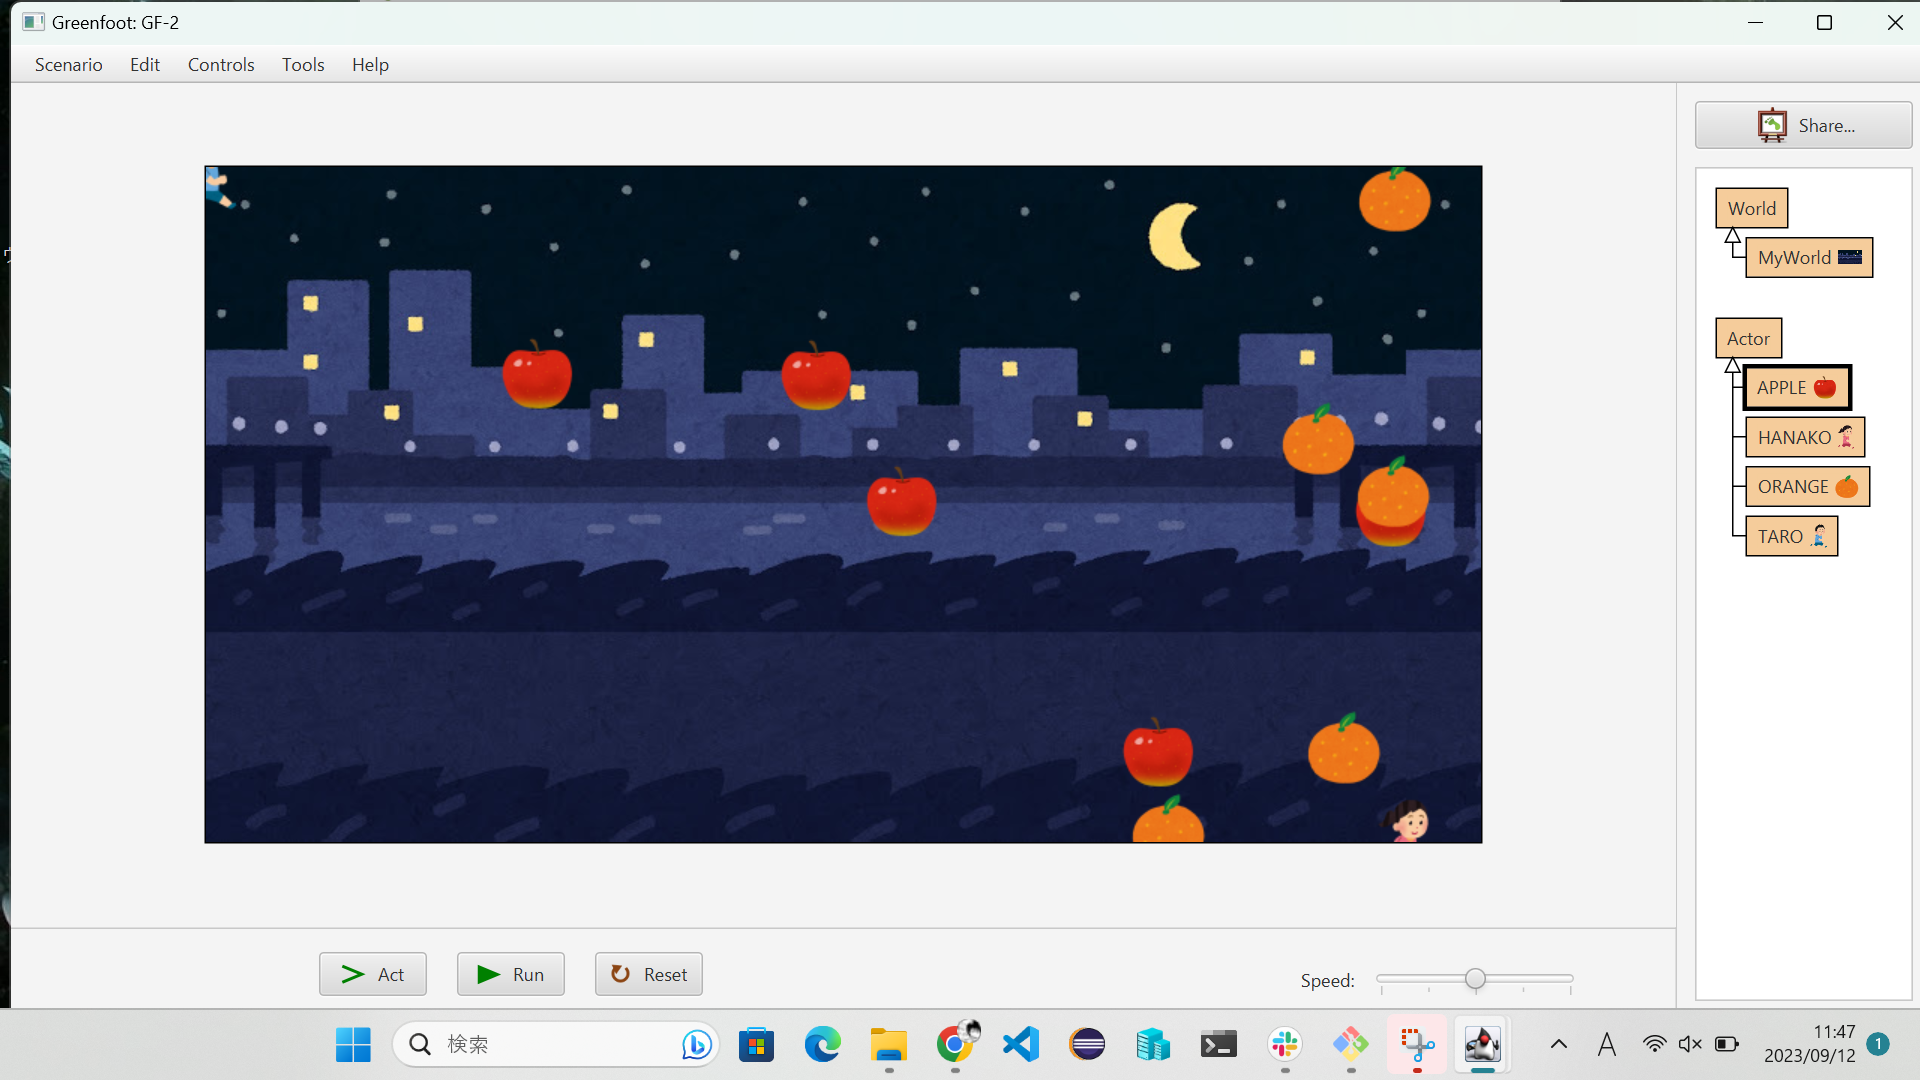 Greenfoot: GF-2
Scenario Edit Controls Tools Help
Share...
World
MyWorld
Actor
APPLE
HANAKO
ORANGE
TARO
Act
Run
Reset
Speed:
検索
A
11:47
2023/09/12
1